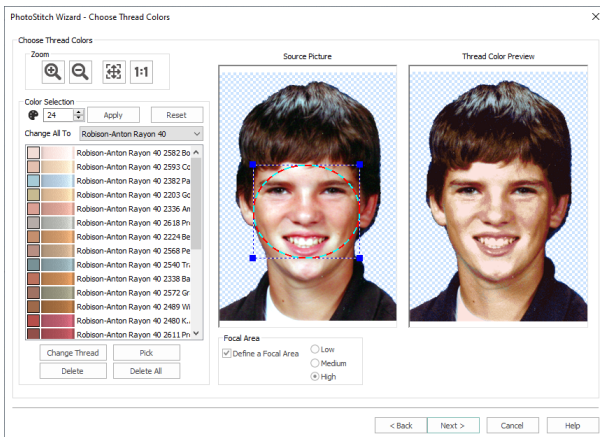 PhotoStitch Wizard - Choose Thread Colors
Choose Thread Colors
Zoom
1:1
Source Picture
Thread Color Preview
Color Selection
24
Apply
Reset
Change All To
Robison-Anton Rayon 40
Robison-Anton Rayon 40 2582 Bo
Robison-Anton Rayon 40 2593 Co
Robison-Anton Rayon 40 2382 Pa
Robison-Anton Rayon 40 2203 Go
Robison-Anton Rayon 40 2336 An
Robison-Anton Rayon 40 2618 Pro
Robison-Anton Rayon 40 2224 Be
Robison-Anton Rayon 40 2568 Pe
Robison-Anton Rayon 40 2540 Tr
Robison-Anton Rayon 40 2338 Ba
Robison-Anton Rayon 40 2572 Gr
Robison-Anton Rayon 40 2489 Wi
Robison-Anton Rayon 40 2480 K..
Robison-Anton Rayon 40 2611 Pr
Change Thread
Pick
Delete
Delete All
Focal Area
Define a Focal Area
Low
Medium
High
< Back
Next >
Cancel
Help